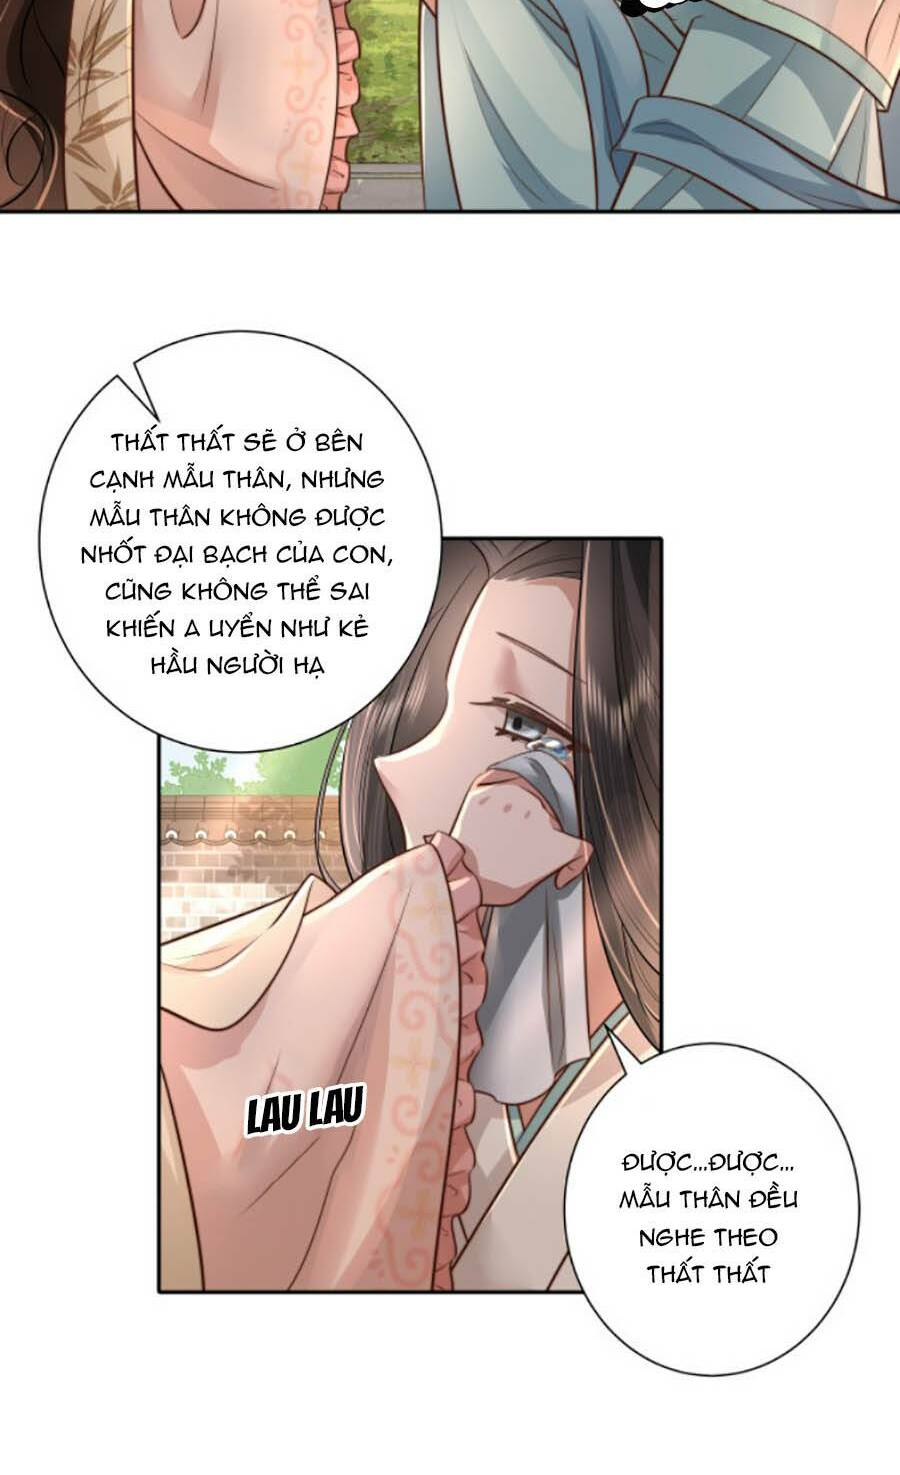 THẤT THẤT SẼ Ở BÊN
CẠNH MẪU THÂN, NHƯNG
MẪU THÂN KHÔNG ĐƯỢC
NHỐT ĐẠI BẠCH CỦA CON,
CŨNG KHÔNG THỂ SAI
KHIẾN A UYỂN NHƯ KẺ
HẦU NGƯỜI HẠ
LAU LAU
ĐƯỢC...ĐƯỢC...
MẪU THÂN ĐỀU
NGHE THEO
THẤT THẤT